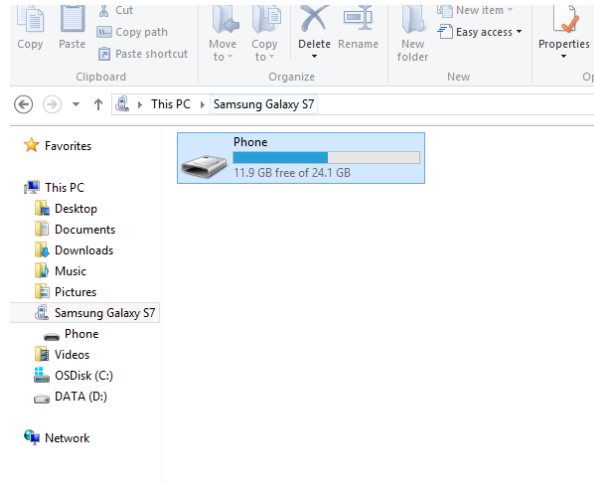 Cut
Copy path
Paste shortcut
Copy
Paste
Clipboard
Move to
Copy to
Delete
Rename
Organize
New folder
New item
Easy access
New
Properties
Op
This PC
Samsung Galaxy S7
Favorites
This PC
Desktop
Documents
Downloads
Music
Pictures
Samsung Galaxy S7
Phone
Videos
OSDisk (C:)
DATA (D:)
Network
Phone
11.9 GB free of 24.1 GB